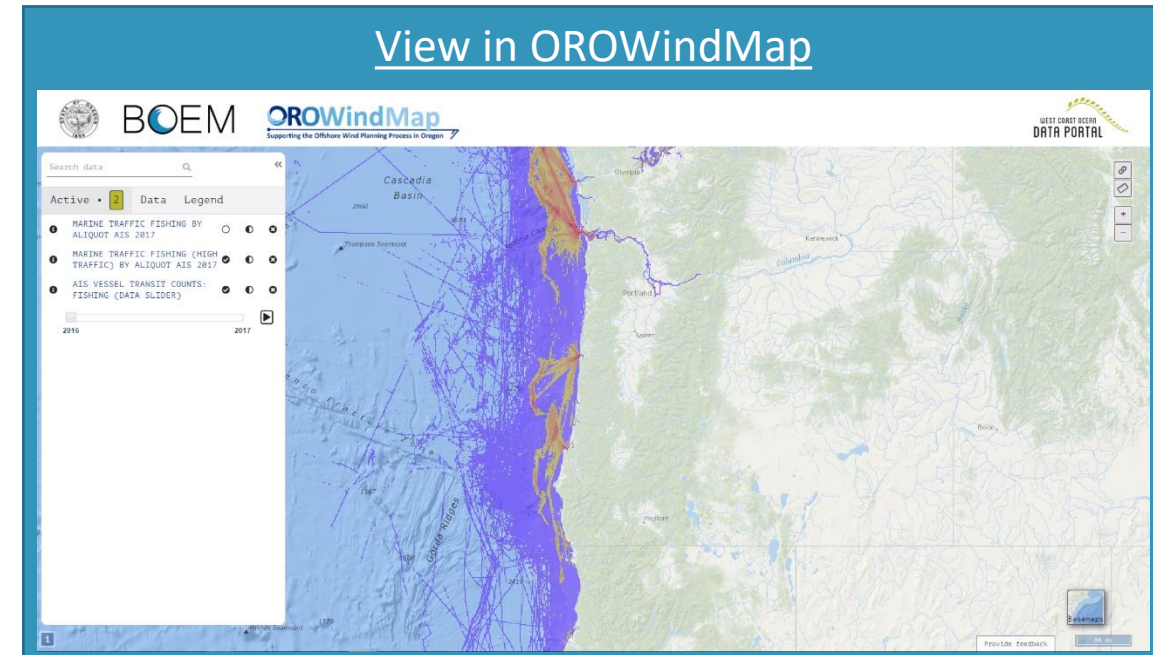 View in OROWindMap
BOEM
OROWindMap
Supporting the Offshore Wind Planning Process in Oregon
WEST COAST OCEAN
DATA PORTAL
Search data
Active • 2 Data Legend
MARINE TRAFFIC FISHING BY
ALIQUOT AIS 2017
MARINE TRAFFIC FISHING (HIGH
TRAFFIC) BY ALIQUOT AIS 2017
AIS VESSEL TRANSIT COUNTS:
FISHING (DATA SLIDER)
2016 2017
Cascadia
Basin
2960
Thompson Seamount
Olympia
Kennewick
Columbia
Portland
Salem
Boise
Medford
Gorda Ridges
+
-
Basemaps
Provide feedback
1